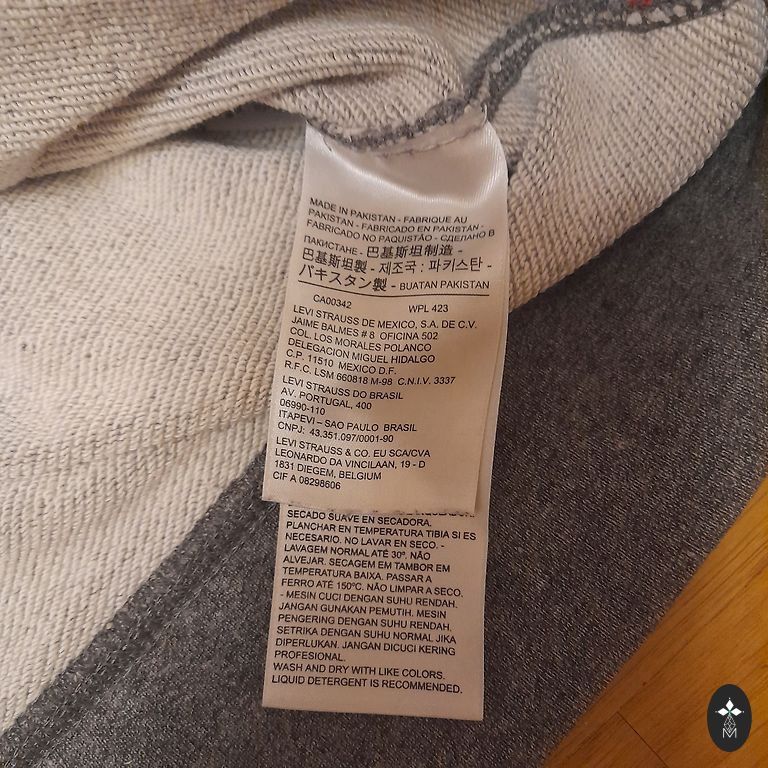 MADE IN PAKISTAN - FABRIQUE AU
PAKISTAN - FABRICADO EN PAKISTÁN -
FABRICADO NO PAQUISTÃO - СДЕЛАНО В
ПАКИСТАНЕ - 巴基斯坦制造 -
巴基斯坦製 - 제조국 : 파키스탄 -
パキスタン製 - BUATAN PAKISTAN
CA00342 WPL 423
LEVI STRAUSS DE MEXICO, S.A. DE C.V.
JAIME BALMES # 8 OFICINA 502
COL. LOS MORALES POLANCO
DELEGACION MIGUEL HIDALGO
C.P. 11510 MEXICO D.F.
R.F.C. LSM 660818 M-98 C.N.I.V. 3337
LEVI STRAUSS DO BRASIL
AV. PORTUGAL, 400
06990-110
ITAPEVI – SAO PAULO BRASIL
CNPJ: 43.351.097/0001-90
LEVI STRAUSS & CO. EU SCA/CVA
LEONARDO DA VINCILAAN, 19 - D
1831 DIEGEM, BELGIUM
CIF A 08298606
SECADO SUAVE EN SECADORA.
PLANCHAR EN TEMPERATURA TIBIA SI ES
NECESARIO. NO LAVAR EN SECO. -
LAVAGEM NORMAL ATÉ 30º. NÃO
ALVEJAR. SECAGEM EM TAMBOR EM
TEMPERATURA BAIXA. PASSAR A
FERRO ATÉ 150ºC. NÃO LIMPAR A SECO.
- MESIN CUCI DENGAN SUHU RENDAH.
JANGAN GUNAKAN PEMUTIH. MESIN
PENGERING DENGAN SUHU RENDAH.
SETRIKA DENGAN SUHU NORMAL JIKA
DIPERLUKAN. JANGAN DICUCI KERING
PROFESIONAL.
WASH AND DRY WITH LIKE COLORS.
LIQUID DETERGENT IS RECOMMENDED.
M